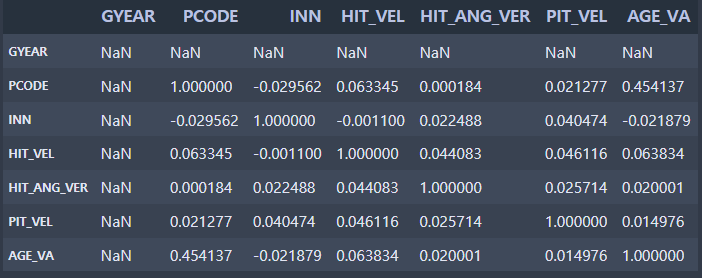 GYEAR PCODE INN HIT_VEL HIT_ANG_VER PIT_VEL AGE_VA
GYEAR NaN NaN NaN NaN NaN NaN NaN
PCODE NaN 1.000000 -0.029562 0.063345 0.000184 0.021277 0.454137
INN NaN -0.029562 1.000000 -0.001100 0.022488 0.040474 -0.021879
HIT_VEL NaN 0.063345 -0.001100 1.000000 0.044083 0.046116 0.063834
HIT_ANG_VER NaN 0.000184 0.022488 0.044083 1.000000 0.025714 0.020001
PIT_VEL NaN 0.021277 0.040474 0.046116 0.025714 1.000000 0.014976
AGE_VA NaN 0.454137 -0.021879 0.063834 0.020001 0.014976 1.000000